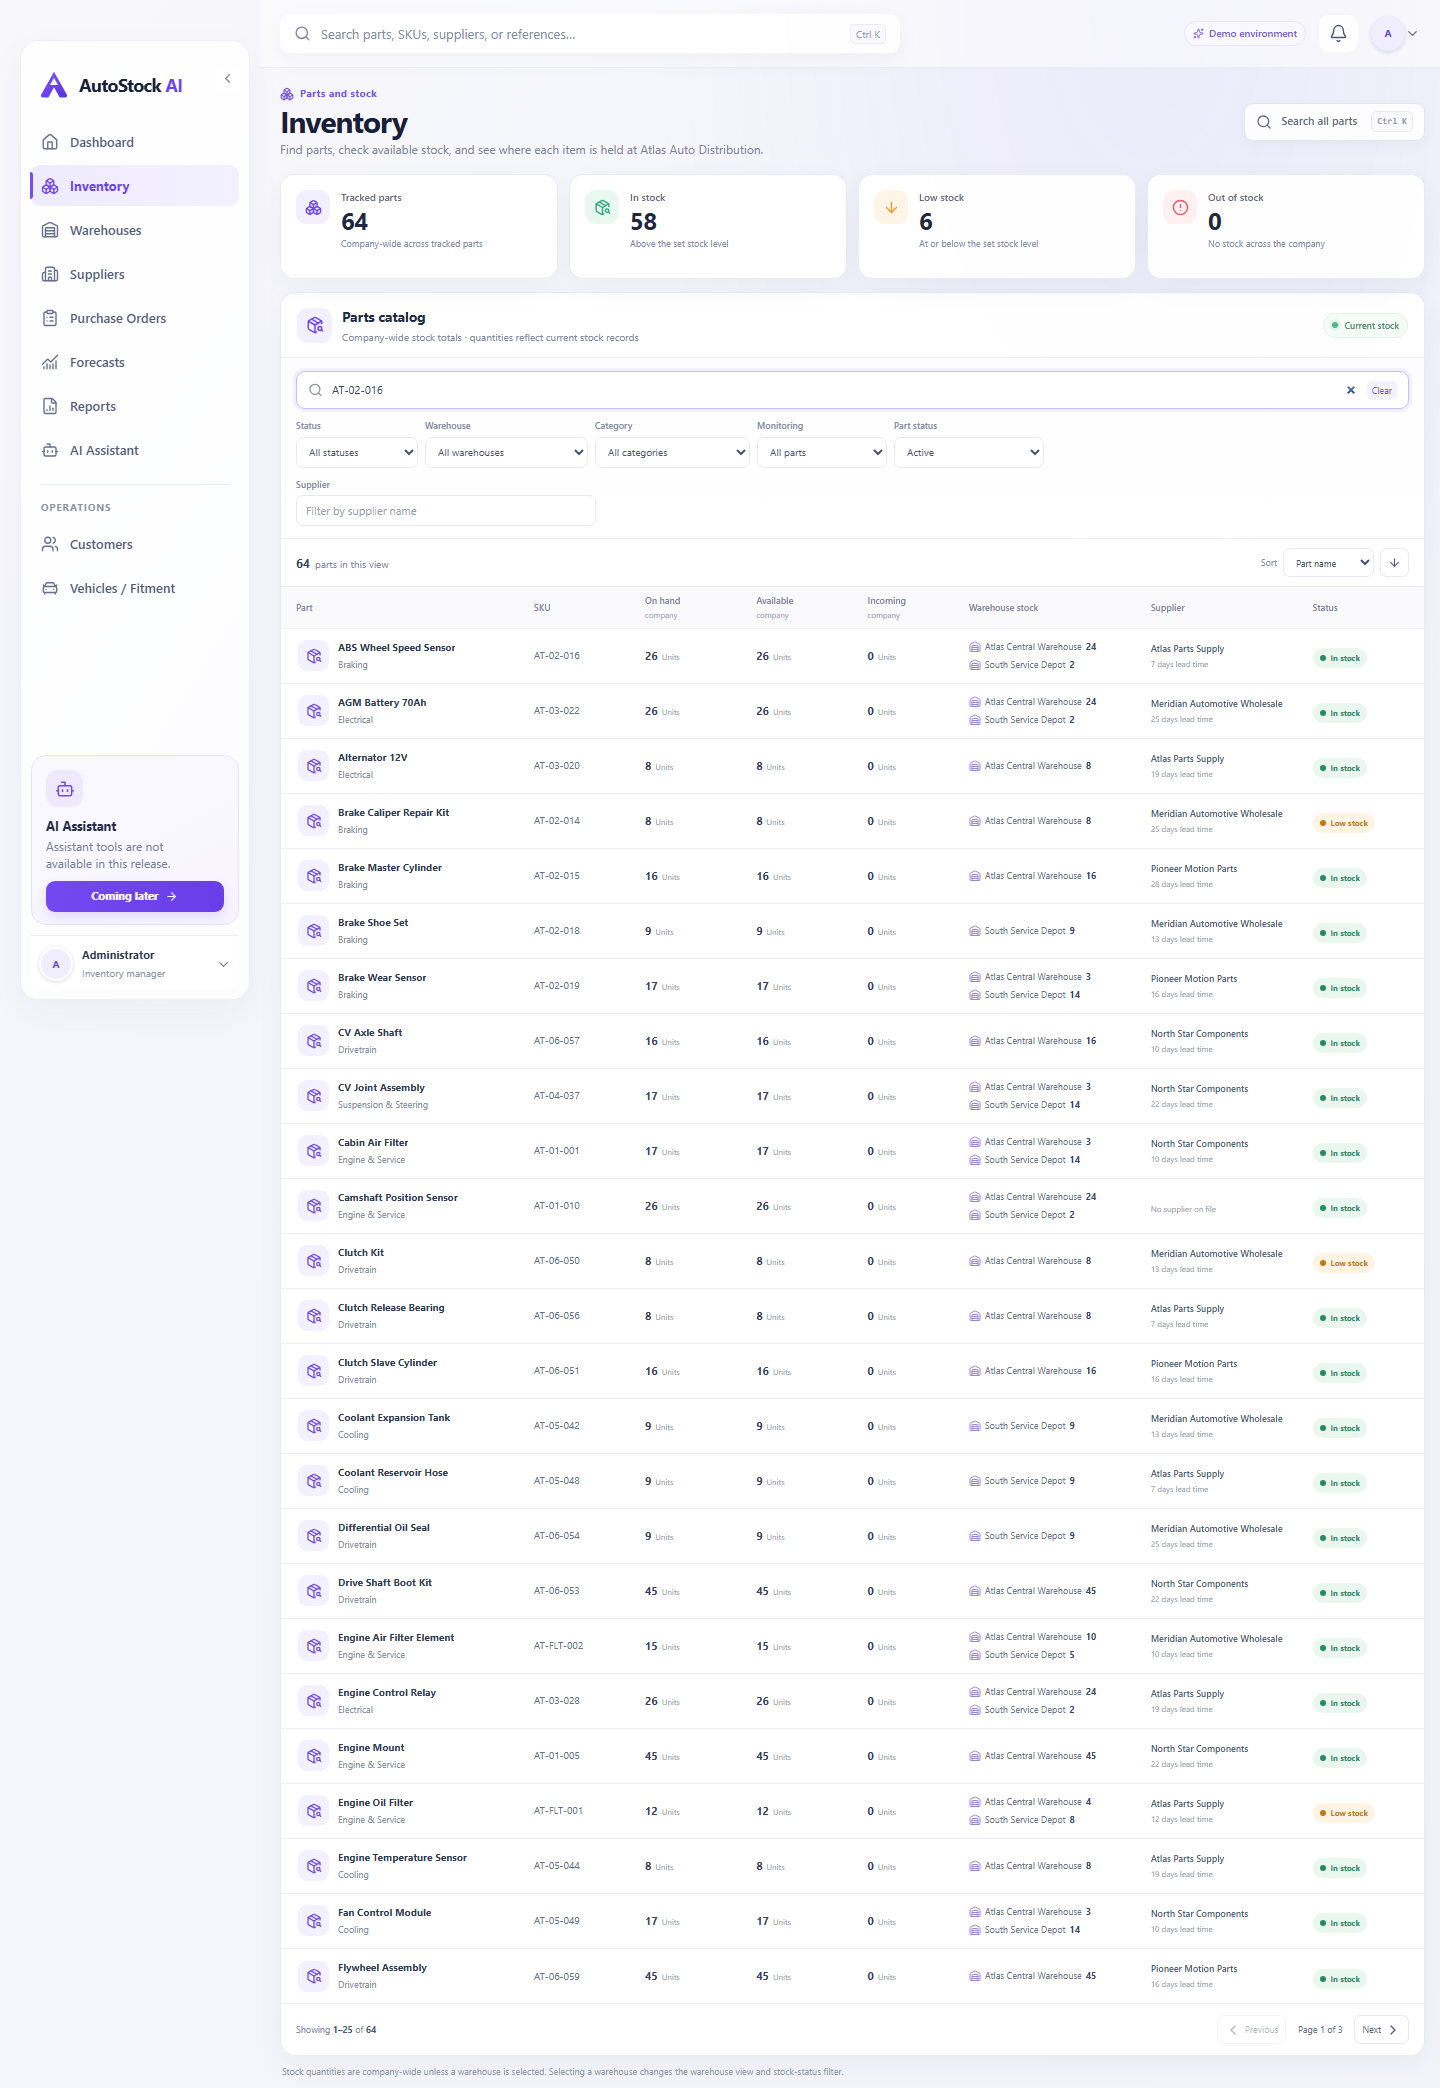 AutoStock AI
Dashboard
Inventory
Warehouses
Suppliers
Purchase Orders
Forecasts
Reports
AI Assistant
OPERATIONS
Customers
Vehicles / Fitment
AI Assistant
Assistant tools are not
available in this release.
Coming later
A
Administrator
Inventory manager
Search parts, SKUs, suppliers, or references...
Ctrl K
Demo environment
A
Parts and stock
Inventory
Find parts, check available stock, and see where each item is held at Atlas Auto Distribution.
Search all parts Ctrl K
Tracked parts
64
Company-wide across tracked parts
In stock
58
Above the set stock level
Low stock
6
At or below the set stock level
Out of stock
0
No stock across the company
Parts catalog
Company-wide stock totals · quantities reflect current stock records
Current stock
AT-02-016
Clear
Status Warehouse Category Monitoring Part status
All statuses All warehouses All categories All parts Active
Supplier
Filter by supplier name
64 parts in this view
Sort Part name
Part SKU On hand company Available company Incoming company Warehouse stock Supplier Status
ABS Wheel Speed Sensor Braking AT-02-016 26 Units 26 Units 0 Units Atlas Central Warehouse 24 South Service Depot 2 Atlas Parts Supply 7 days lead time In stock
AGM Battery 70Ah Electrical AT-03-022 26 Units 26 Units 0 Units Atlas Central Warehouse 24 South Service Depot 2 Meridian Automotive Wholesale 25 days lead time In stock
Alternator 12V Electrical AT-03-020 8 Units 8 Units 0 Units Atlas Central Warehouse 8 Atlas Parts Supply 19 days lead time In stock
Brake Caliper Repair Kit Braking AT-02-014 8 Units 8 Units 0 Units Atlas Central Warehouse 8 Meridian Automotive Wholesale 25 days lead time Low stock
Brake Master Cylinder Braking AT-02-015 16 Units 16 Units 0 Units Atlas Central Warehouse 16 Pioneer Motion Parts 28 days lead time In stock
Brake Shoe Set Braking AT-02-018 9 Units 9 Units 0 Units South Service Depot 9 Meridian Automotive Wholesale 13 days lead time In stock
Brake Wear Sensor Braking AT-02-019 17 Units 17 Units 0 Units Atlas Central Warehouse 3 South Service Depot 14 Pioneer Motion Parts 16 days lead time In stock
CV Axle Shaft Drivetrain AT-06-057 16 Units 16 Units 0 Units Atlas Central Warehouse 16 North Star Components 10 days lead time In stock
CV Joint Assembly Suspension & Steering AT-04-037 17 Units 17 Units 0 Units Atlas Central Warehouse 3 South Service Depot 14 North Star Components 22 days lead time In stock
Cabin Air Filter Engine & Service AT-01-001 17 Units 17 Units 0 Units Atlas Central Warehouse 3 South Service Depot 14 North Star Components 10 days lead time In stock
Camshaft Position Sensor Engine & Service AT-01-010 26 Units 26 Units 0 Units Atlas Central Warehouse 24 South Service Depot 2 No supplier on file In stock
Clutch Kit Drivetrain AT-06-050 8 Units 8 Units 0 Units Atlas Central Warehouse 8 Meridian Automotive Wholesale 13 days lead time Low stock
Clutch Release Bearing Drivetrain AT-06-056 8 Units 8 Units 0 Units Atlas Central Warehouse 8 Atlas Parts Supply 7 days lead time In stock
Clutch Slave Cylinder Drivetrain AT-06-051 16 Units 16 Units 0 Units Atlas Central Warehouse 16 Pioneer Motion Parts 16 days lead time In stock
Coolant Expansion Tank Cooling AT-05-042 9 Units 9 Units 0 Units South Service Depot 9 Meridian Automotive Wholesale 13 days lead time In stock
Coolant Reservoir Hose Cooling AT-05-048 9 Units 9 Units 0 Units South Service Depot 9 Atlas Parts Supply 7 days lead time In stock
Differential Oil Seal Drivetrain AT-06-054 9 Units 9 Units 0 Units South Service Depot 9 Meridian Automotive Wholesale 25 days lead time In stock
Drive Shaft Boot Kit Drivetrain AT-06-053 45 Units 45 Units 0 Units Atlas Central Warehouse 45 North Star Components 22 days lead time In stock
Engine Air Filter Element Engine & Service AT-FLT-002 15 Units 15 Units 0 Units Atlas Central Warehouse 10 South Service Depot 5 Meridian Automotive Wholesale 10 days lead time In stock
Engine Control Relay Electrical AT-03-028 26 Units 26 Units 0 Units Atlas Central Warehouse 24 South Service Depot 2 Atlas Parts Supply 19 days lead time In stock
Engine Mount Engine & Service AT-01-005 45 Units 45 Units 0 Units Atlas Central Warehouse 45 North Star Components 22 days lead time In stock
Engine Oil Filter Engine & Service AT-FLT-001 12 Units 12 Units 0 Units Atlas Central Warehouse 4 South Service Depot 8 Atlas Parts Supply 12 days lead time Low stock
Engine Temperature Sensor Cooling AT-05-044 8 Units 8 Units 0 Units Atlas Central Warehouse 8 Atlas Parts Supply 19 days lead time In stock
Fan Control Module Cooling AT-05-049 17 Units 17 Units 0 Units Atlas Central Warehouse 3 South Service Depot 14 North Star Components 10 days lead time In stock
Flywheel Assembly Drivetrain AT-06-059 45 Units 45 Units 0 Units Atlas Central Warehouse 45 Pioneer Motion Parts 16 days lead time In stock
Showing 1–25 of 64
Previous Page 1 of 3 Next
Stock quantities are company-wide unless a warehouse is selected. Selecting a warehouse changes the warehouse view and stock-status filter.